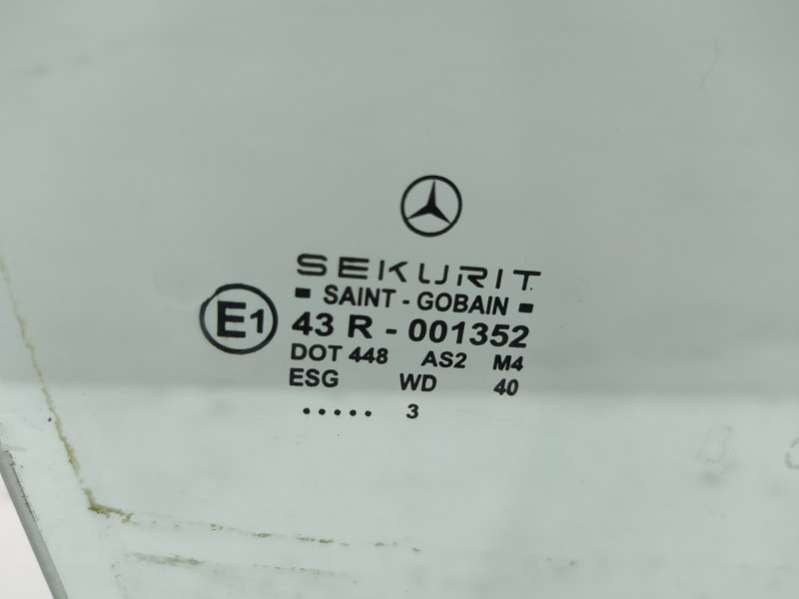 SEKURIT
SAINT - GOBAIN
E1 43 R - 001352
DOT 448 AS2 M4
ESG WD 40
..... 3